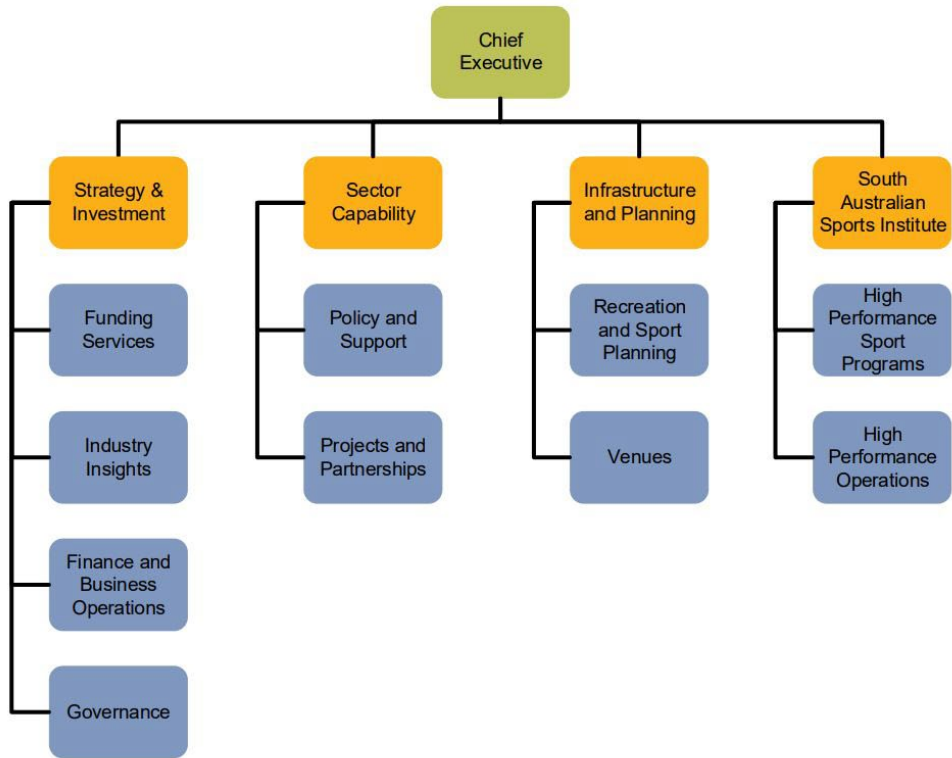 Chief
Executive
Strategy &
Investment
Funding
Services
Industry
Insights
Finance and
Business
Operations
Governance
Sector
Capability
Policy and
Support
Projects and
Partnerships
Infrastructure
and Planning
Recreation
and Sport
Planning
Venues
South
Australian
Sports Institute
High
Performance
Sport
Programs
High
Performance
Operations